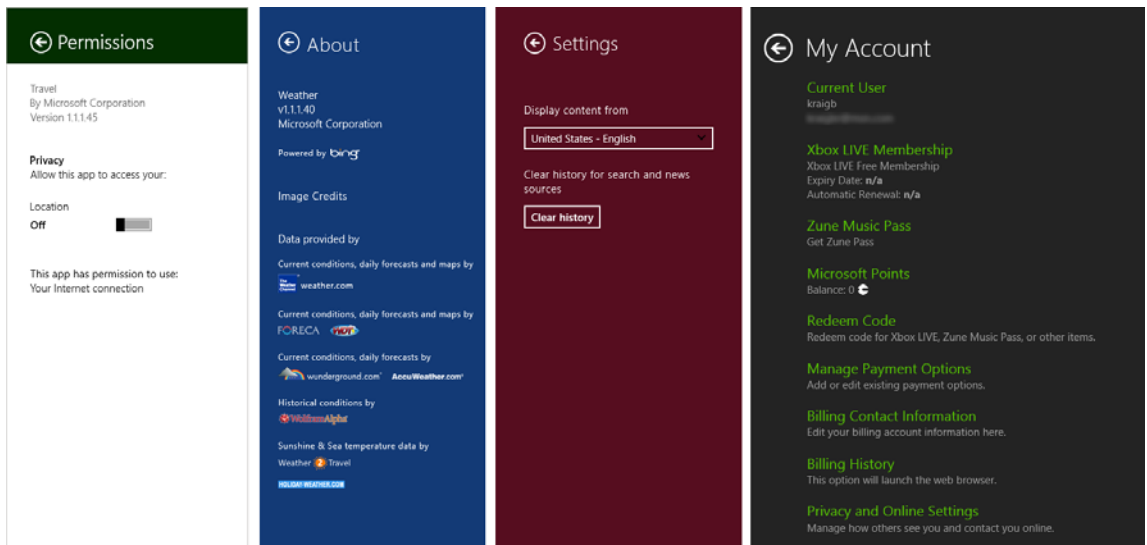 Permissions
Travel
By Microsoft Corporation
Version 1.1.1.45
Privacy
Allow this app to access your:
Location
Off
This app has permission to use:
Your Internet connection
About
Weather
v1.1.1.40
Microsoft Corporation
Powered by bing
Image Credits
Data provided by
Current conditions, daily forecasts and maps by
The Weather Channel weather.com
Current conditions, daily forecasts and maps by
FORECA HDF
Current conditions, daily forecasts by
wunderground.com AccuWeather.com
Historical conditions by
WolframAlpha
Sunshine & Sea temperature data by
Weather 2 Travel
HOLIDAY-WEATHER.COM
Settings
Display content from
United States - English
Clear history for search and news
sources
Clear history
My Account
Current User
kraigb
Xbox LIVE Membership
Xbox LIVE Free Membership
Expiry Date: n/a
Automatic Renewal: n/a
Zune Music Pass
Get Zune Pass
Microsoft Points
Balance: 0
Redeem Code
Redeem code for Xbox LIVE, Zune Music Pass, or other items.
Manage Payment Options
Add or edit existing payment options.
Billing Contact Information
Edit your billing account information here.
Billing History
This option will launch the web browser.
Privacy and Online Settings
Manage how others see you and contact you online.